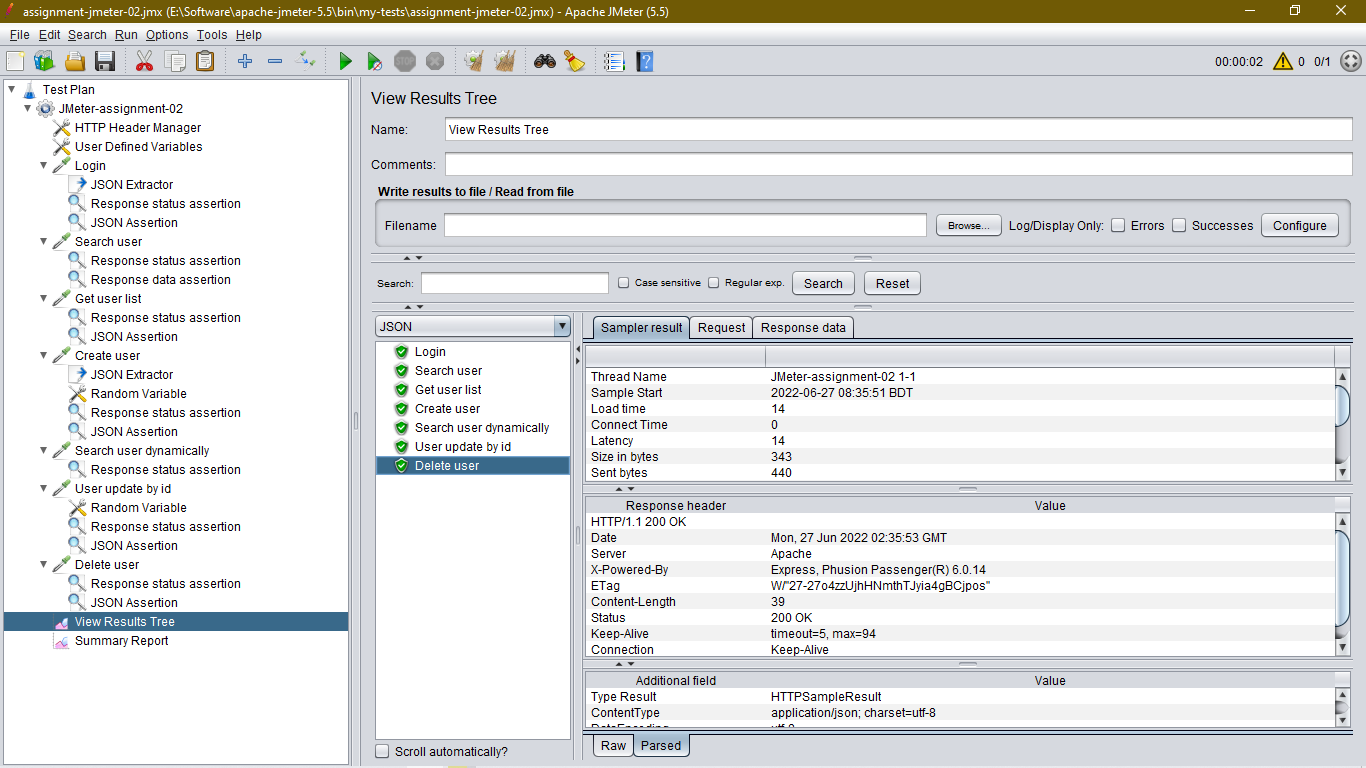 assignment-jmeter-02.jmx (E:\Software\apache-jmeter-5.5\bin\my-tests\assignment-jmeter-02.jmx) - Apache JMeter (5.5)
File Edit Search Run Options Tools Help
STOP
00:00:02 0 0/1
Test Plan
JMeter-assignment-02
HTTP Header Manager
User Defined Variables
Login
JSON Extractor
Response status assertion
JSON Assertion
Search user
Response status assertion
Response data assertion
Get user list
Response status assertion
JSON Assertion
Create user
JSON Extractor
Random Variable
Response status assertion
JSON Assertion
Search user dynamically
Response status assertion
User update by id
Random Variable
Response status assertion
JSON Assertion
Delete user
Response status assertion
JSON Assertion
View Results Tree
Summary Report
View Results Tree
Name: View Results Tree
Comments:
Write results to file / Read from file
Filename Browse... Log/Display Only: Errors Successes Configure
Search: Case sensitive Regular exp. Search Reset
JSON
Login
Search user
Get user list
Create user
Search user dynamically
User update by id
Delete user
Scroll automatically?
Sampler result Request Response data
Thread Name JMeter-assignment-02 1-1
Sample Start 2022-06-27 08:35:51 BDT
Load time 14
Connect Time 0
Latency 14
Size in bytes 343
Sent bytes 440
Response header Value
HTTP/1.1 200 OK
Date Mon, 27 Jun 2022 02:35:53 GMT
Server Apache
X-Powered-By Express, Phusion Passenger(R) 6.0.14
ETag W/"27-27o4zzUjhHNmthTJyia4gBCjpos"
Content-Length 39
Status 200 OK
Keep-Alive timeout=5, max=94
Connection Keep-Alive
Additional field Value
Type Result HTTPSampleResult
ContentType application/json; charset=utf-8
DataEncoding utf-8
Raw Parsed